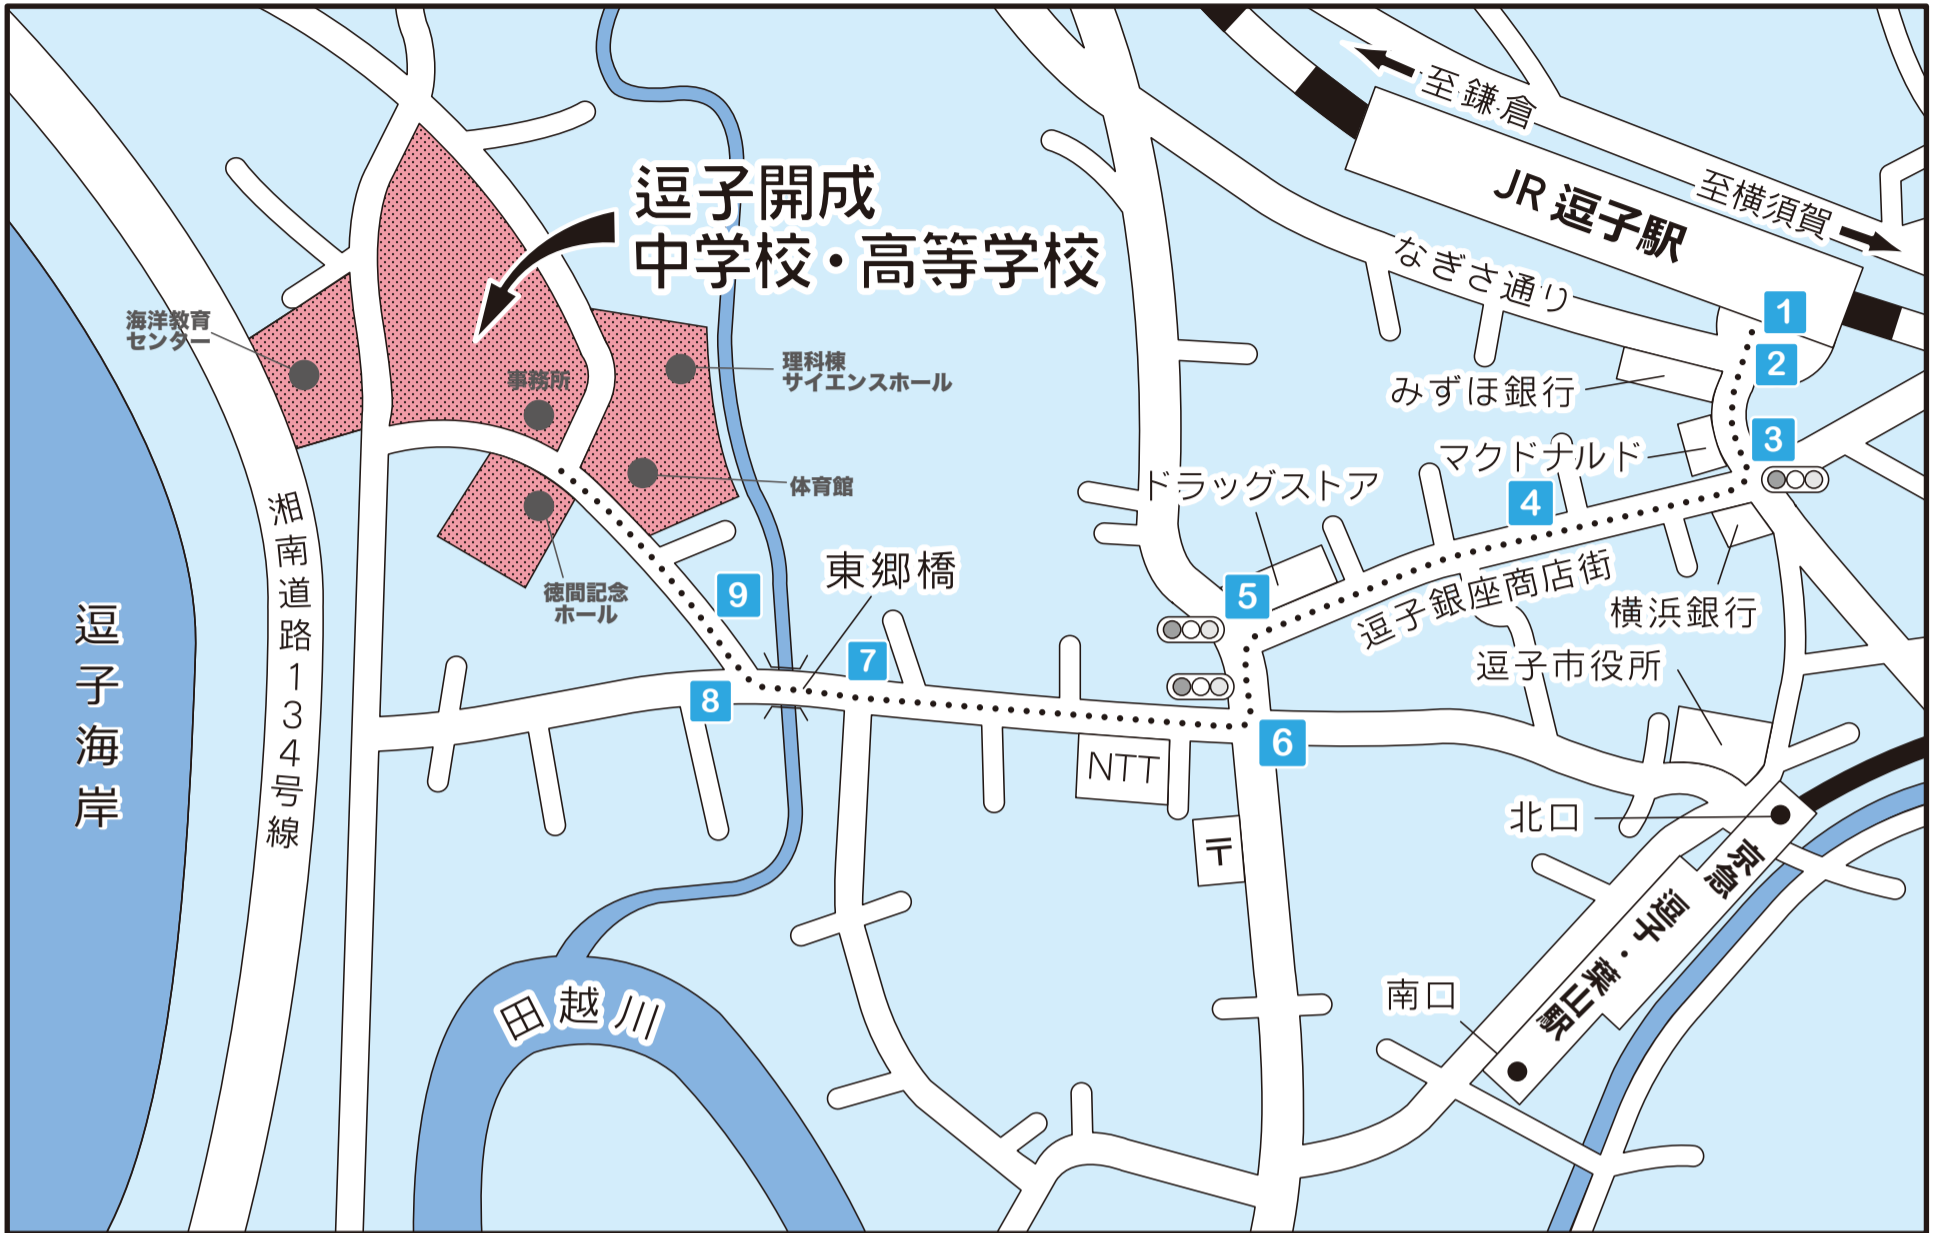 至鎌倉
JR 逗子駅
至横須賀
なぎさ通り
逗子開成
中学校・高等学校
1
2
3
みずほ銀行
マクドナルド
4
ドラッグストア
5
逗子銀座商店街
横浜銀行
逗子市役所
海洋教育
センター
事務所
理科棟
サイエンスホール
体育館
徳間記念
ホール
9
東郷橋
7
8
6
NTT
〒
北口
京急
逗子・葉山駅
南口
湘南道路134号線
逗子海岸
田越川